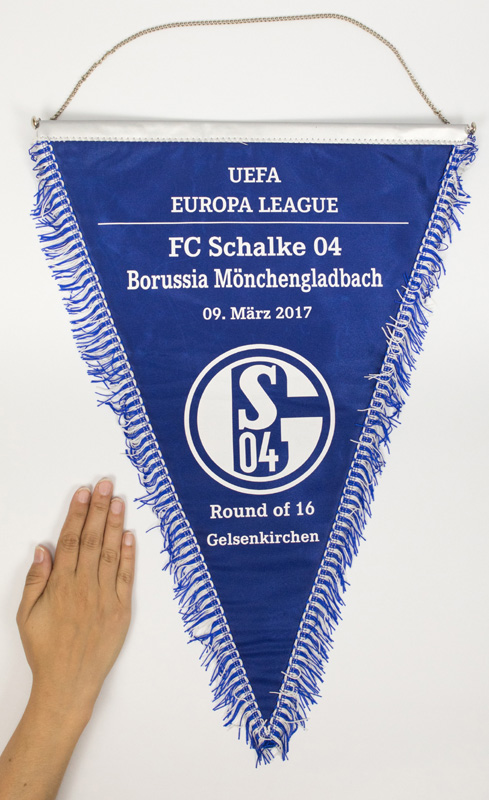 UEFA
EUROPA LEAGUE
FC Schalke 04
Borussia Mönchengladbach
09. März 2017
S
04
Round of 16
Gelsenkirchen